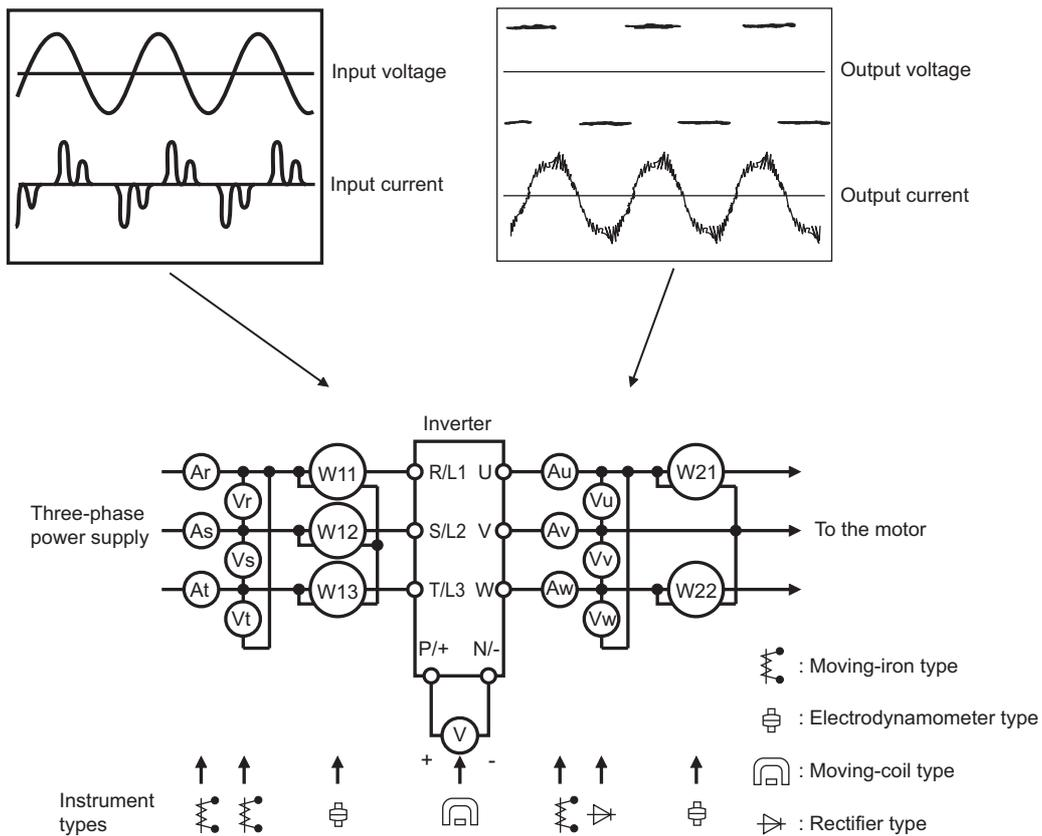 Input voltage
Input current
Output voltage
Output current
Inverter
Ar
W11
R/L1
U
Au
W21
Vr
Vu
Three-phase
power supply
As
W12
S/L2
V
Av
To the motor
Vs
Vv
At
W13
T/L3
W
Aw
W22
Vt
Vw
P/+
N/-
V
+
-
: Moving-iron type
: Electrodynamometer type
: Moving-coil type
: Rectifier type
Instrument
types